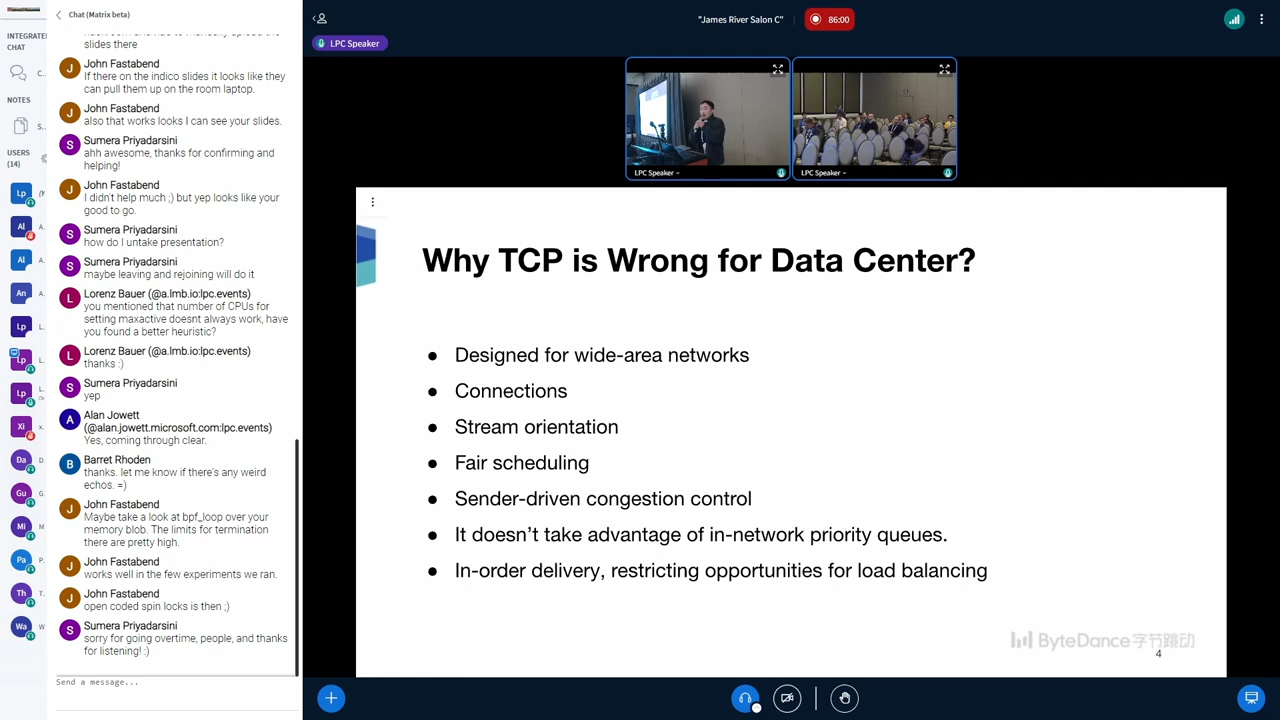 Chat (Matrix beta)
INTEGRATE
CHAT
C..
NOTES
S..
USERS
(14)
slides there
John Fastabend
If there on the indico slides it looks like they
can pull them up on the room laptop.
John Fastabend
also that works looks I can see your slides.
Sumera Priyadarsini
ahh awesome, thanks for confirming and
helping!
John Fastabend
I didn't help much ;) but yep looks like your
good to go.
Sumera Priyadarsini
how do I untake presentation?
Sumera Priyadarsini
maybe leaving and rejoining will do it
Lorenz Bauer (@a.lmb.io:lpc.events)
you mentioned that number of CPUs for
setting maxactive doesnt always work, have
you found a better heuristic?
Lorenz Bauer (@a.lmb.io:lpc.events)
thanks :)
Sumera Priyadarsini
yep
Alan Jowett
(@alan.jowett.microsoft.com:lpc.events)
Yes, coming through clear.
Barret Rhoden
thanks. let me know if there's any weird
echos. =)
John Fastabend
Maybe take a look at bpf_loop over your
memory blob. The limits for termination
there are pretty high.
John Fastabend
works well in the few experiments we ran.
John Fastabend
open coded spin locks is then ;)
Sumera Priyadarsini
sorry for going overtime, people, and thanks
for listening! :)
Send a message...
"James River Salon C"
86:00
LPC Speaker
LPC Speaker
LPC Speaker
Why TCP is Wrong for Data Center?
● Designed for wide-area networks
● Connections
● Stream orientation
● Fair scheduling
● Sender-driven congestion control
● It doesn't take advantage of in-network priority queues.
● In-order delivery, restricting opportunities for load balancing
ByteDance字节跳动
4